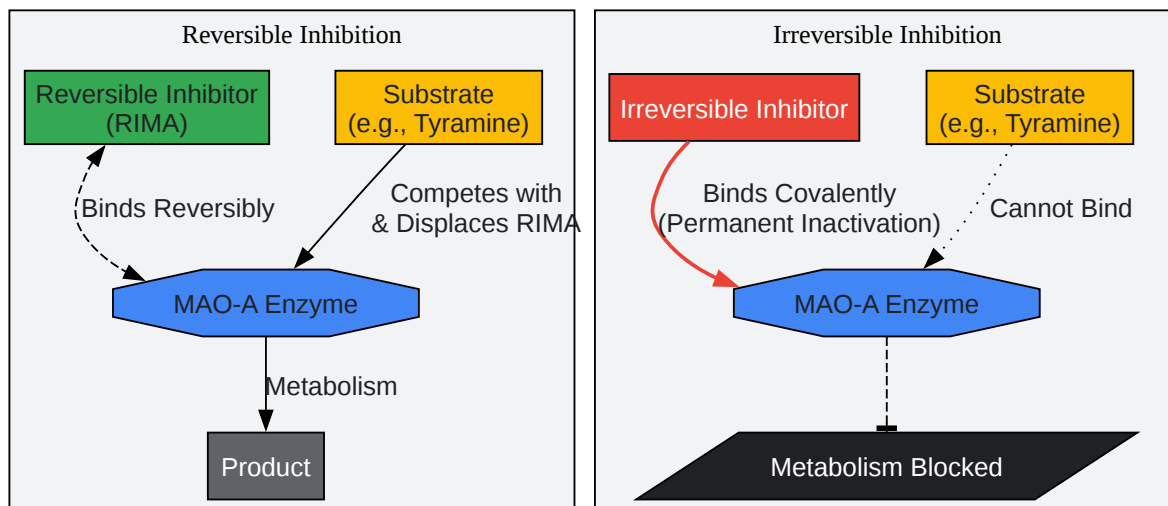 Reversible Inhibition
Reversible Inhibitor
(RIMA)
Substrate
(e.g., Tyramine)
Binds Reversibly
Competes with
& Displaces RIMA
MAO-A Enzyme
Metabolism
Product
Irreversible Inhibition
Irreversible Inhibitor
Substrate
(e.g., Tyramine)
Binds Covalently
(Permanent Inactivation)
Cannot Bind
MAO-A Enzyme
Metabolism Blocked